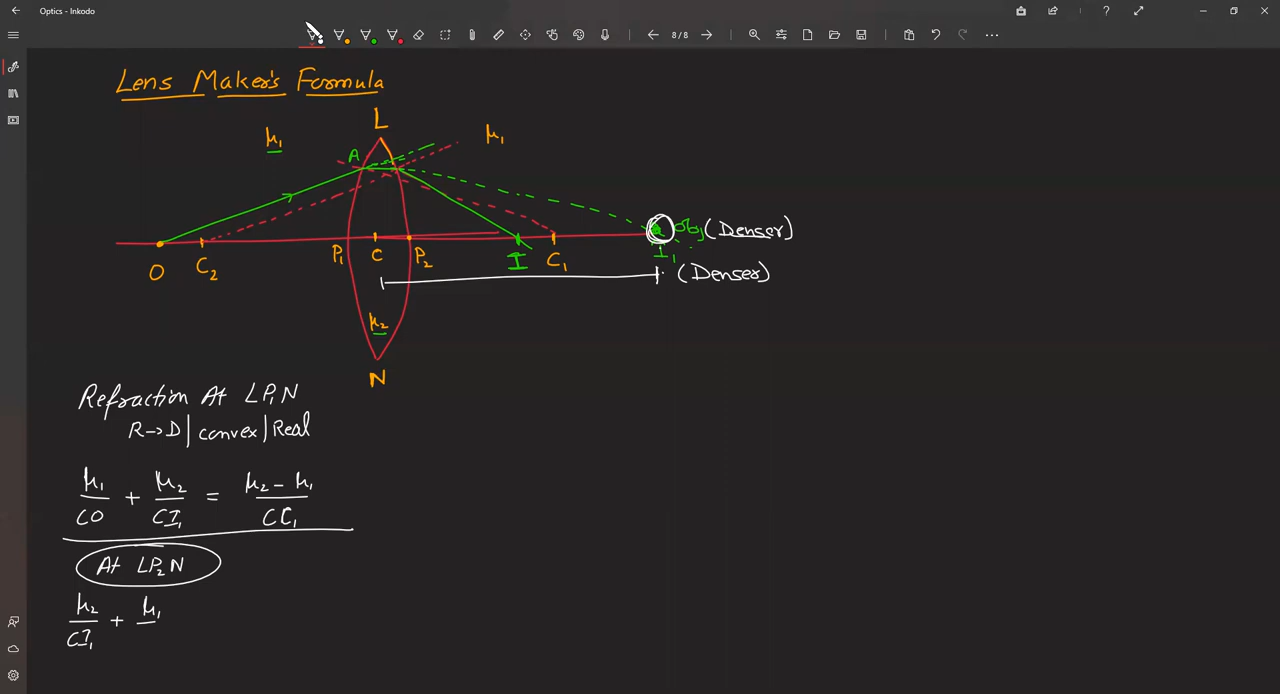 Optics - Inkodo
8/8
Lens Maker's Formula
L
μ₁
μ₁
A
Obj (Denser)
O
C₂
P₁
C
P₂
I
C₁
I₁
(Denser)
μ₂
N
Refraction At LP₁N
R→D | convex | Real
μ₁/CO + μ₂/CI₁ = μ₂ - μ₁/CC₁
At LP₂N
μ₂/CI₁ + μ₁